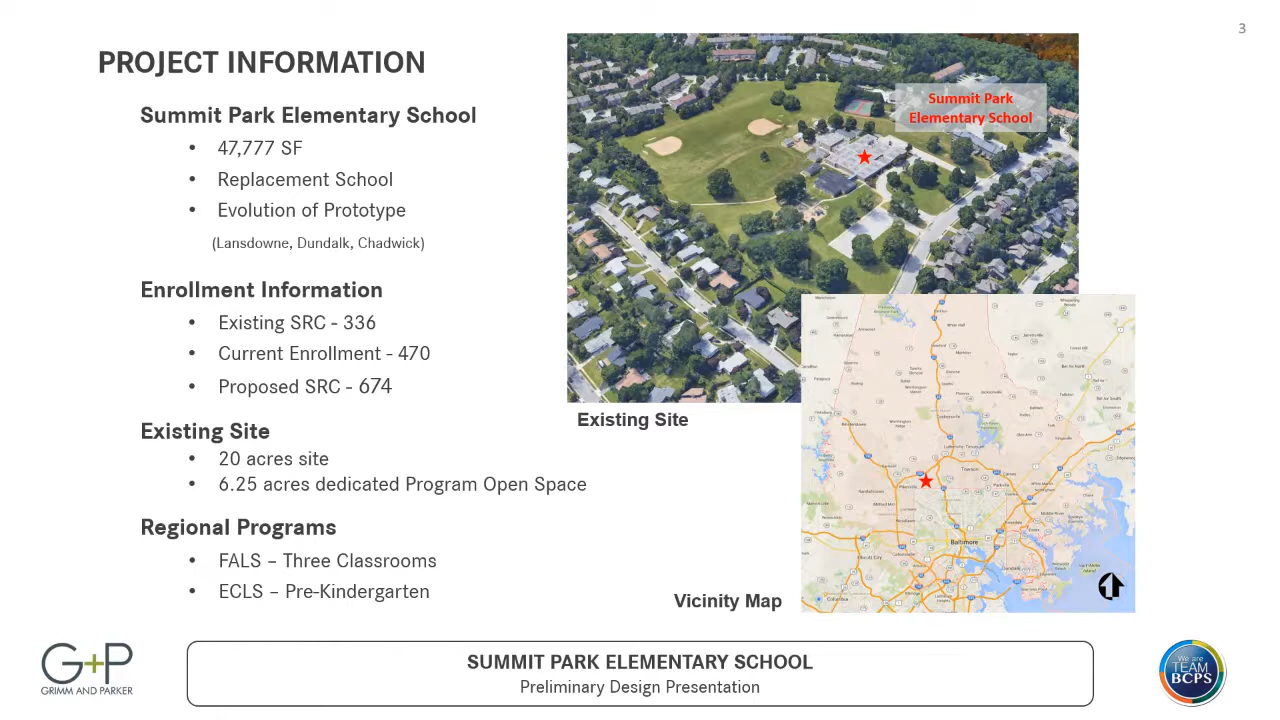 3
PROJECT INFORMATION
Summit Park Elementary School
• 47,777 SF
• Replacement School
• Evolution of Prototype
(Lansdowne, Dundalk, Chadwick)
Enrollment Information
• Existing SRC - 336
• Current Enrollment - 470
• Proposed SRC - 674
Existing Site
• 20 acres site
• 6.25 acres dedicated Program Open Space
Regional Programs
• FALS – Three Classrooms
• ECLS – Pre-Kindergarten
Summit Park
Elementary School
Existing Site
Baltimore
Columbia
Vicinity Map
G+P
GRIMM AND PARKER
SUMMIT PARK ELEMENTARY SCHOOL
Preliminary Design Presentation
We are
TEAM
BCPS